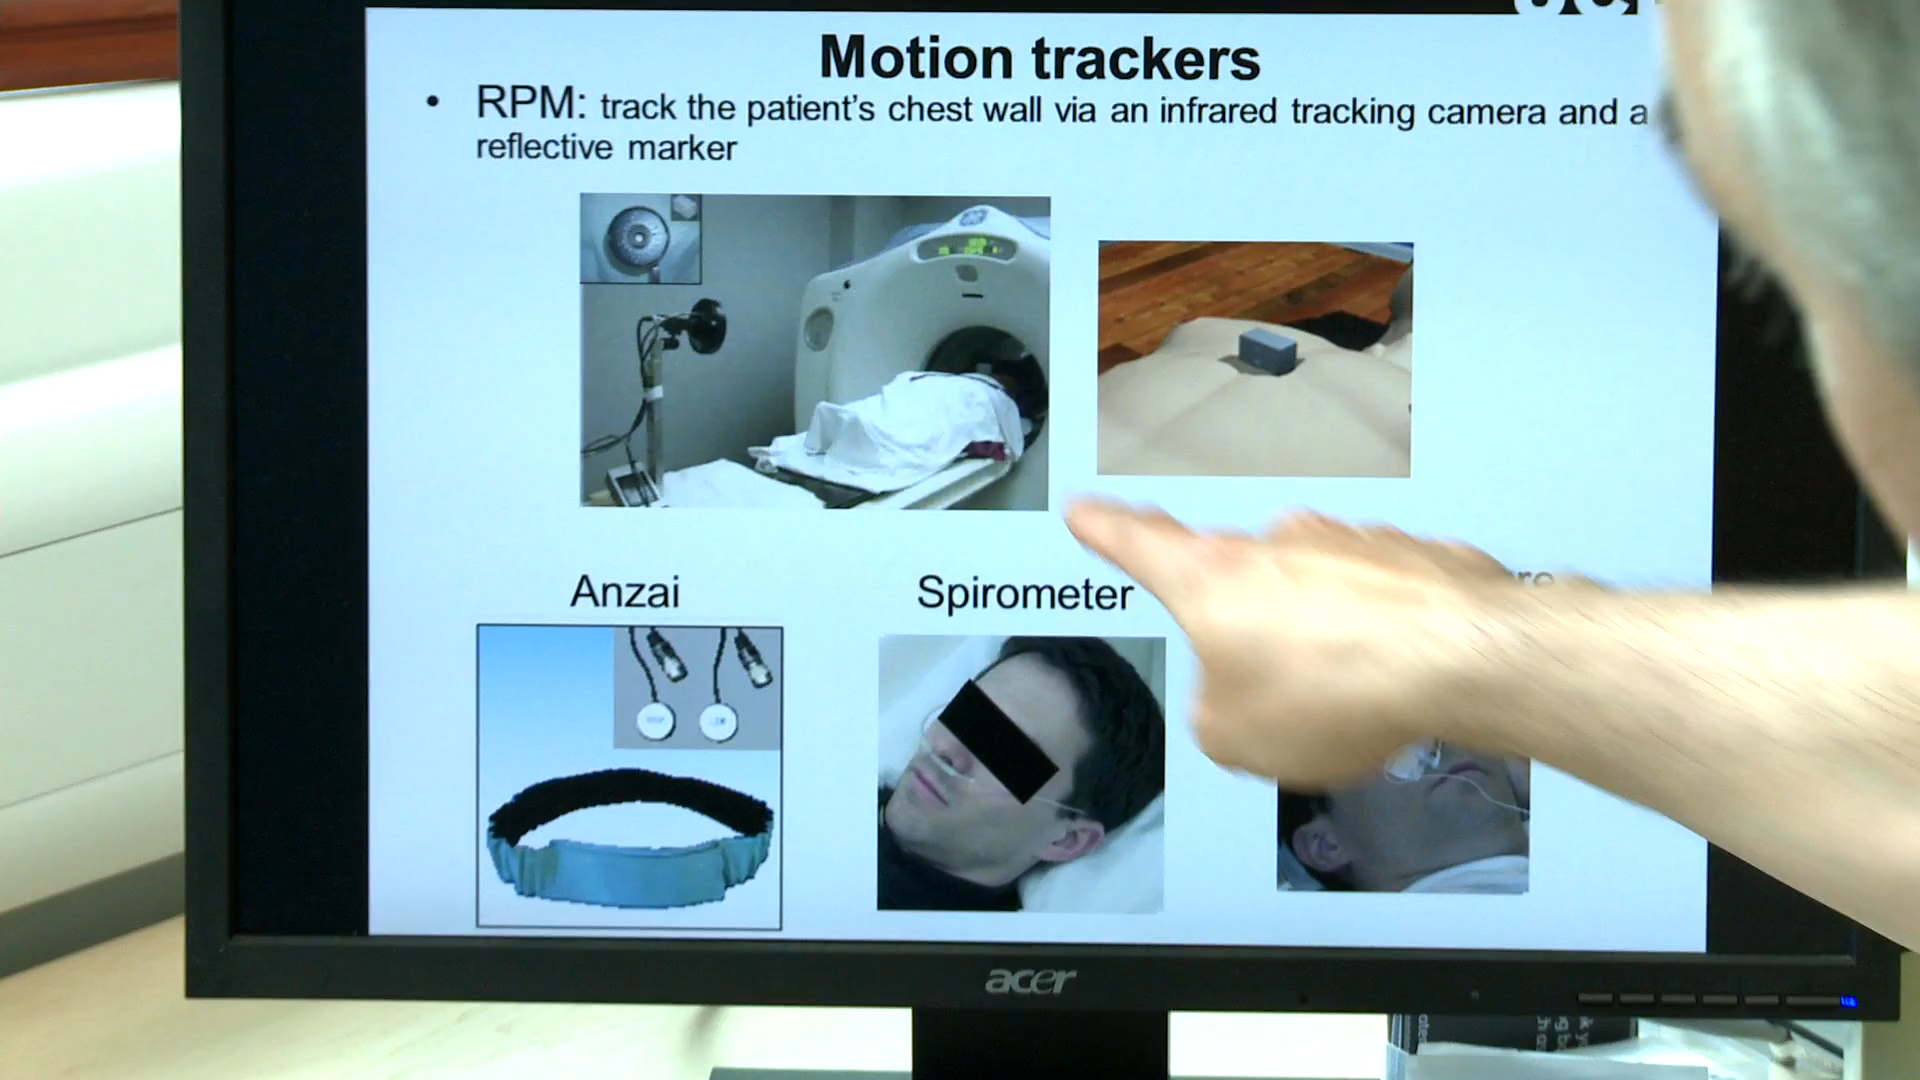 Motion trackers
• RPM: track the patient's chest wall via an infrared tracking camera and a
reflective marker
Anzai
Spirometer
acer